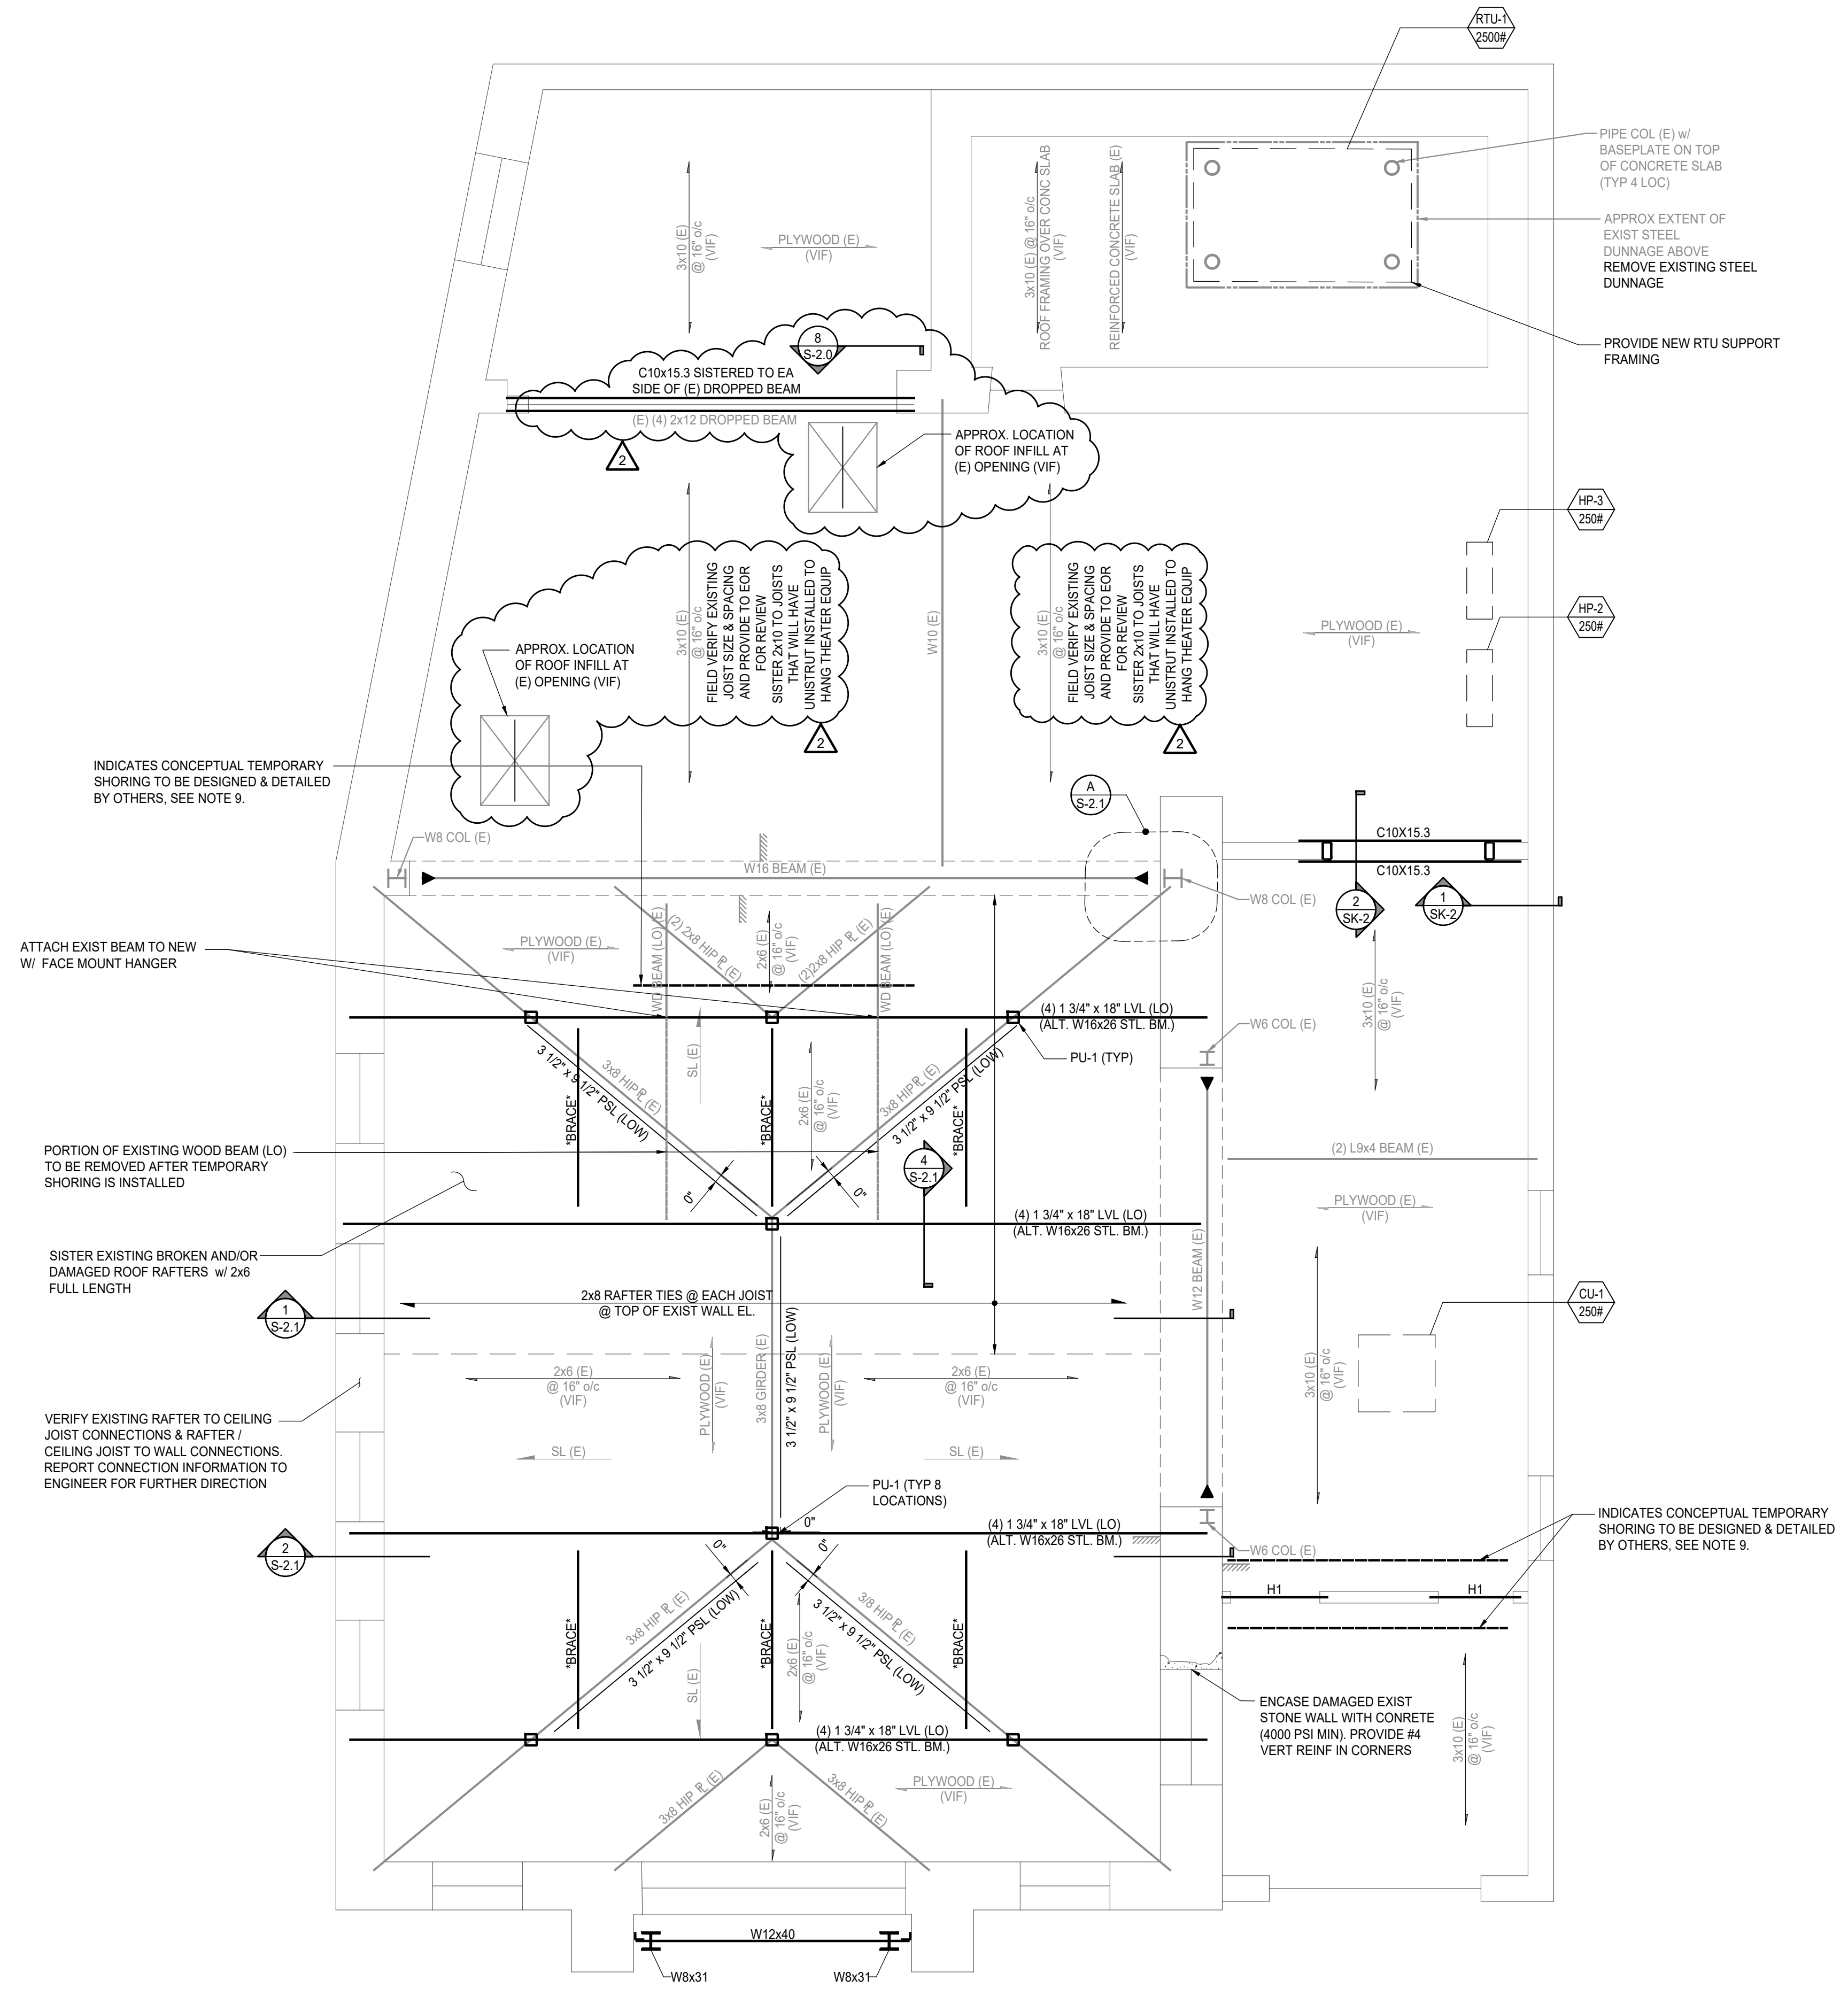 RTU-1
2500#
PIPE COL (E) w/
BASEPLATE ON TOP
OF CONCRETE SLAB
(TYP 4 LOC)
APPROX EXTENT OF
EXIST STEEL
DUNNAGE ABOVE
REMOVE EXISTING STEEL
DUNNAGE
PROVIDE NEW RTU SUPPORT
FRAMING
3x10 (E)
@ 16" o/c
(VIF)
PLYWOOD (E)
(VIF)
3x10 (E) @ 16" o/c
ROOF FRAMING OVER CONC SLAB
(VIF)
REINFORCED CONCRETE SLAB (E)
(VIF)
8
S-2.0
C10x15.3 SISTERED TO EA
SIDE OF (E) DROPPED BEAM
(E) (4) 2x12 DROPPED BEAM
2
APPROX. LOCATION
OF ROOF INFILL AT
(E) OPENING (VIF)
HP-3
250#
HP-2
250#
3x10 (E)
@ 16" o/c
(VIF)
FIELD VERIFY EXISTING
JOIST SIZE & SPACING
AND PROVIDE TO EOR
FOR REVIEW
SISTER 2x10 TO JOISTS
THAT WILL HAVE
UNISTRUT INSTALLED TO
HANG THEATER EQUIP
2
W10 (E)
3x10 (E)
@ 16" o/c
(VIF)
FIELD VERIFY EXISTING
JOIST SIZE & SPACING
AND PROVIDE TO EOR
FOR REVIEW
SISTER 2x10 TO JOISTS
THAT WILL HAVE
UNISTRUT INSTALLED TO
HANG THEATER EQUIP
2
PLYWOOD (E)
(VIF)
APPROX. LOCATION
OF ROOF INFILL AT
(E) OPENING (VIF)
INDICATES CONCEPTUAL TEMPORARY
SHORING TO BE DESIGNED & DETAILED
BY OTHERS, SEE NOTE 9.
A
S-2.1
W8 COL (E)
W16 BEAM (E)
W8 COL (E)
C10X15.3
C10X15.3
2
SK-2
1
SK-2
ATTACH EXIST BEAM TO NEW
W/ FACE MOUNT HANGER
PLYWOOD (E)
(VIF)
WD BEAM (LO) (E)
(2) 2x8 HIP ℞ (E)
2x6 (E)
@ 16" o/c
(VIF)
(2)2x8 HIP ℞ (E)
WD BEAM (LO) (E)
(4) 1 3/4" x 18" LVL (LO)
(ALT. W16x26 STL. BM.)
PU-1 (TYP)
W6 COL (E)
3x10 (E)
@ 16" o/c
(VIF)
3x8 HIP ℞ (E)
3 1/2" x 9 1/2" PSL (LOW)
SL (E)
*BRACE*
*BRACE*
2x6 (E)
@ 16" o/c
(VIF)
3x8 HIP ℞ (E)
3 1/2" x 9 1/2" PSL (LOW)
*BRACE*
PORTION OF EXISTING WOOD BEAM (LO)
TO BE REMOVED AFTER TEMPORARY
SHORING IS INSTALLED
0"
0"
4
S-2.1
(2) L9x4 BEAM (E)
PLYWOOD (E)
(VIF)
(4) 1 3/4" x 18" LVL (LO)
(ALT. W16x26 STL. BM.)
W12 BEAM (E)
SISTER EXISTING BROKEN AND/OR
DAMAGED ROOF RAFTERS w/ 2x6
FULL LENGTH
1
S-2.1
2x8 RAFTER TIES @ EACH JOIST
@ TOP OF EXIST WALL EL.
CU-1
250#
3x10 (E)
@ 16" o/c
(VIF)
2x6 (E)
@ 16" o/c
(VIF)
PLYWOOD (E)
(VIF)
3x8 GIRDER (E)
3 1/2" x 9 1/2" PSL (LOW)
PLYWOOD (E)
(VIF)
2x6 (E)
@ 16" o/c
(VIF)
SL (E)
SL (E)
VERIFY EXISTING RAFTER TO CEILING
JOIST CONNECTIONS & RAFTER /
CEILING JOIST TO WALL CONNECTIONS.
REPORT CONNECTION INFORMATION TO
ENGINEER FOR FURTHER DIRECTION
PU-1 (TYP 8
LOCATIONS)
0"
(4) 1 3/4" x 18" LVL (LO)
(ALT. W16x26 STL. BM.)
INDICATES CONCEPTUAL TEMPORARY
SHORING TO BE DESIGNED & DETAILED
BY OTHERS, SEE NOTE 9.
W6 COL (E)
2
S-2.1
0"
0"
H1
H1
*BRACE*
3x8 HIP ℞ (E)
3 1/2" x 9 1/2" PSL (LOW)
SL (E)
*BRACE*
2x6 (E)
@ 16" o/c
(VIF)
3/8 HIP ℞ (E)
3 1/2" x 9 1/2" PSL (LOW)
*BRACE*
ENCASE DAMAGED EXIST
STONE WALL WITH CONRETE
(4000 PSI MIN). PROVIDE #4
VERT REINF IN CORNERS
3x10 (E)
@ 16" o/c
(VIF)
(4) 1 3/4" x 18" LVL (LO)
(ALT. W16x26 STL. BM.)
3x8 HIP ℞ (E)
2x6 (E)
@ 16" o/c
(VIF)
3x8 HIP ℞ (E)
PLYWOOD (E)
(VIF)
W12x40
W8x31
W8x31